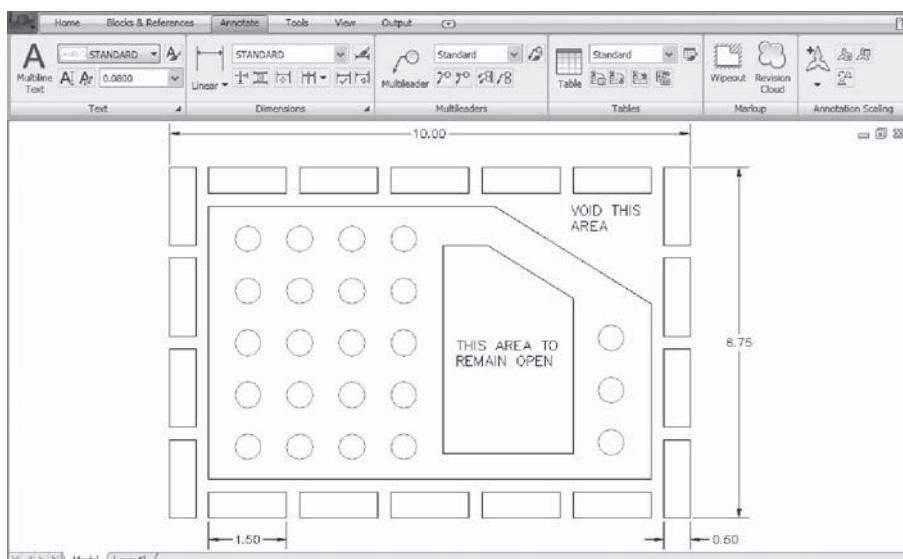 Home Blocks & References Annotate Tools View Output
STANDARD STANDARD Standard Standard
A
Multiline Text
0.0800
Linear
Multileader
Table
Wipeout Revision Cloud
Text Dimensions Multileaders Tables Markup Annotation Scaling
10.00
VOID THIS
AREA
THIS AREA TO
REMAIN OPEN
6.75
1.50
0.50
Model Layout1